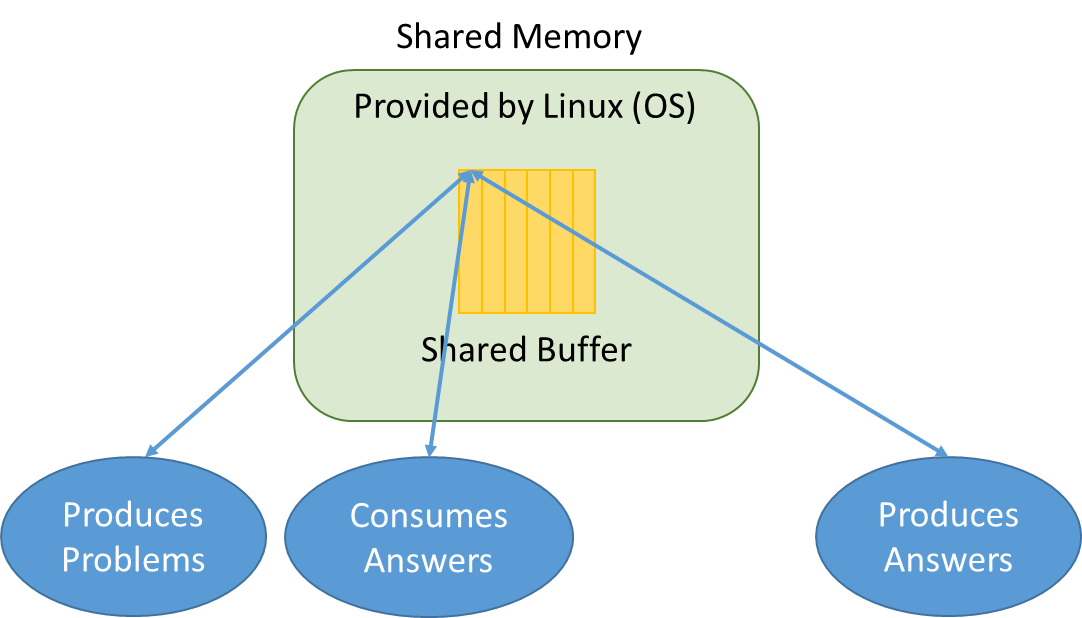 Shared Memory
Provided by Linux (OS)
Shared Buffer
Produces
Problems
Consumes
Answers
Produces
Answers